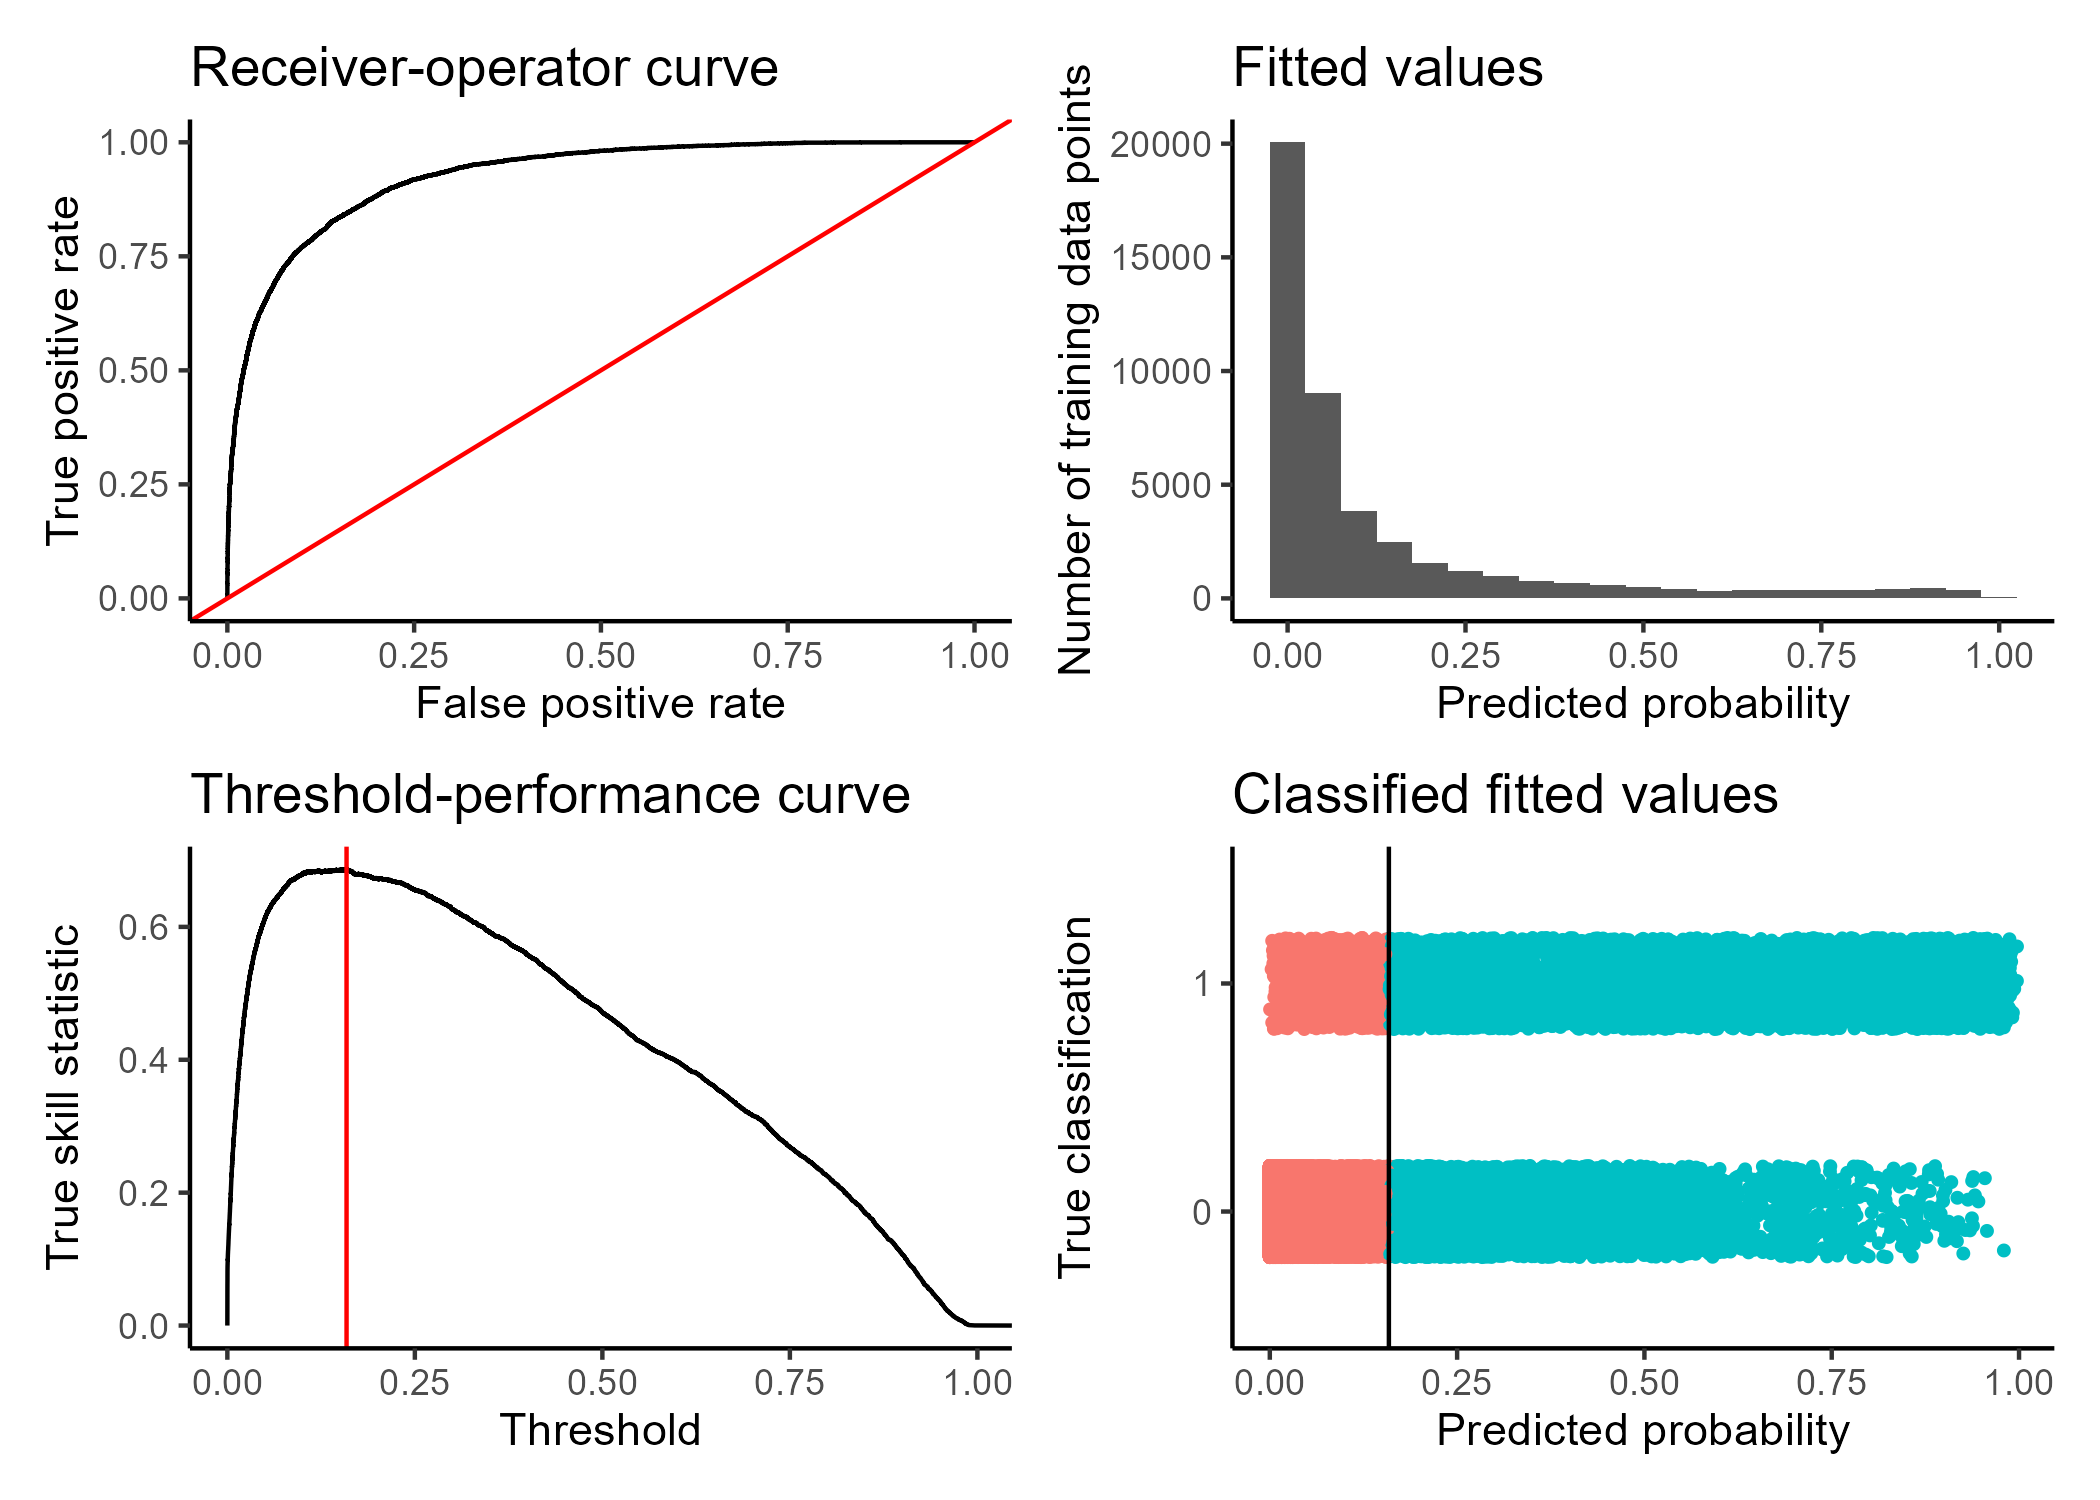 Receiver-operator curve
True positive rate
1.00
0.75
0.50
0.25
0.00
0.00 0.25 0.50 0.75 1.00
False positive rate
Fitted values
Number of training data points
20000
15000
10000
5000
0
0.00 0.25 0.50 0.75 1.00
Predicted probability
Threshold-performance curve
True skill statistic
0.6
0.4
0.2
0.0
0.00 0.25 0.50 0.75 1.00
Threshold
Classified fitted values
True classification
1
0
0.00 0.25 0.50 0.75 1.00
Predicted probability